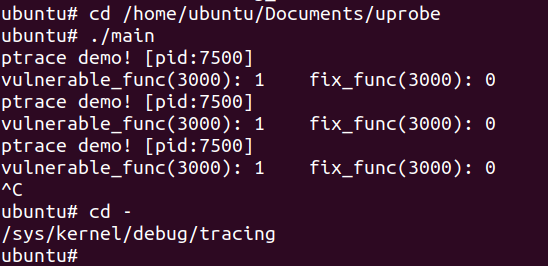 ubuntu# cd /home/ubuntu/Documents/uprobe
ubuntu# ./main
ptrace demo! [pid:7500]
vulnerable_func(3000): 1    fix_func(3000): 0
ptrace demo! [pid:7500]
vulnerable_func(3000): 1    fix_func(3000): 0
ptrace demo! [pid:7500]
vulnerable_func(3000): 1    fix_func(3000): 0
^C
ubuntu# cd -
/sys/kernel/debug/tracing
ubuntu#